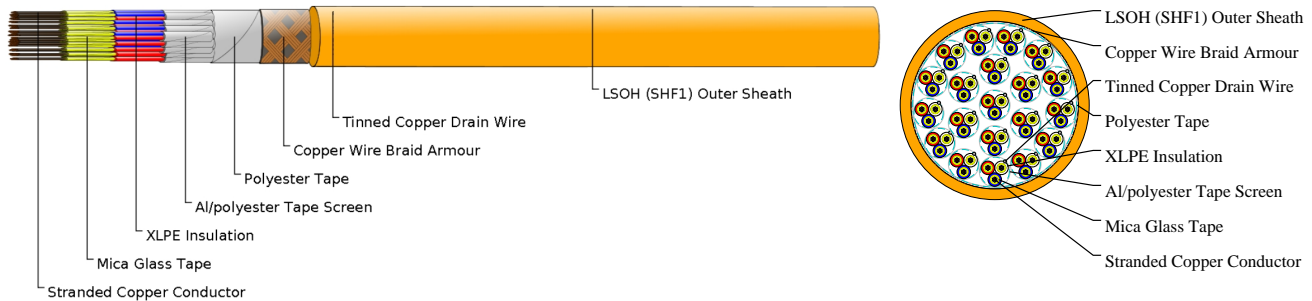 LSOH (SHF1) Outer Sheath
Tinned Copper Drain Wire
Copper Wire Braid Armour
Polyester Tape
Al/polyester Tape Screen
XLPE Insulation
Mica Glass Tape
Stranded Copper Conductor
LSOH (SHF1) Outer Sheath
Copper Wire Braid Armour
Tinned Copper Drain Wire
Polyester Tape
XLPE Insulation
Al/polyester Tape Screen
Mica Glass Tape
Stranded Copper Conductor